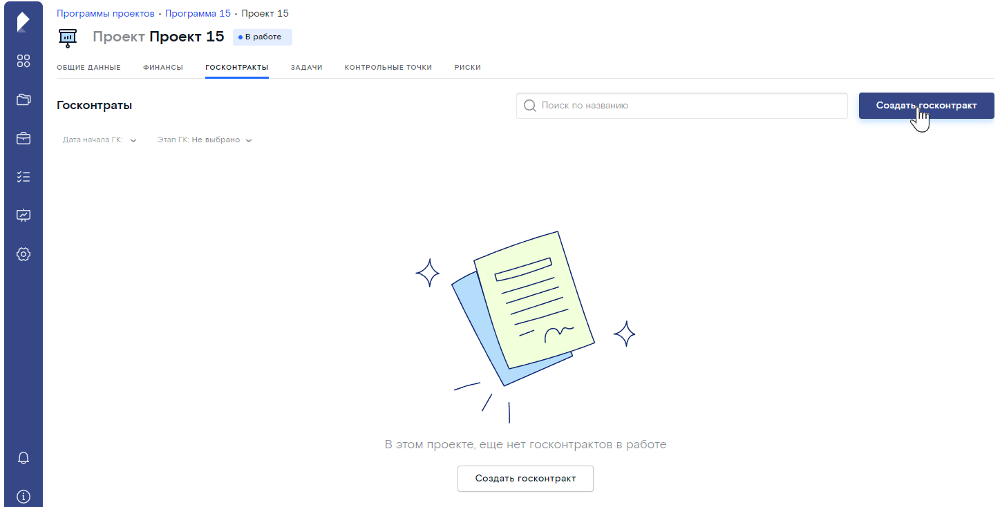 Программы проектов • Программа 15 • Проект 15
Проект Проект 15 В работе
ОБЩИЕ ДАННЫЕ ФИНАНСЫ ГОСКОНТРАКТЫ ЗАДАЧИ КОНТРОЛЬНЫЕ ТОЧКИ РИСКИ
Госконтраты Поиск по названию Создать госконтракт
Дата начала ГК: Этап ГК: Не выбрано
В этом проекте, еще нет госконтрактов в работе
Создать госконтракт